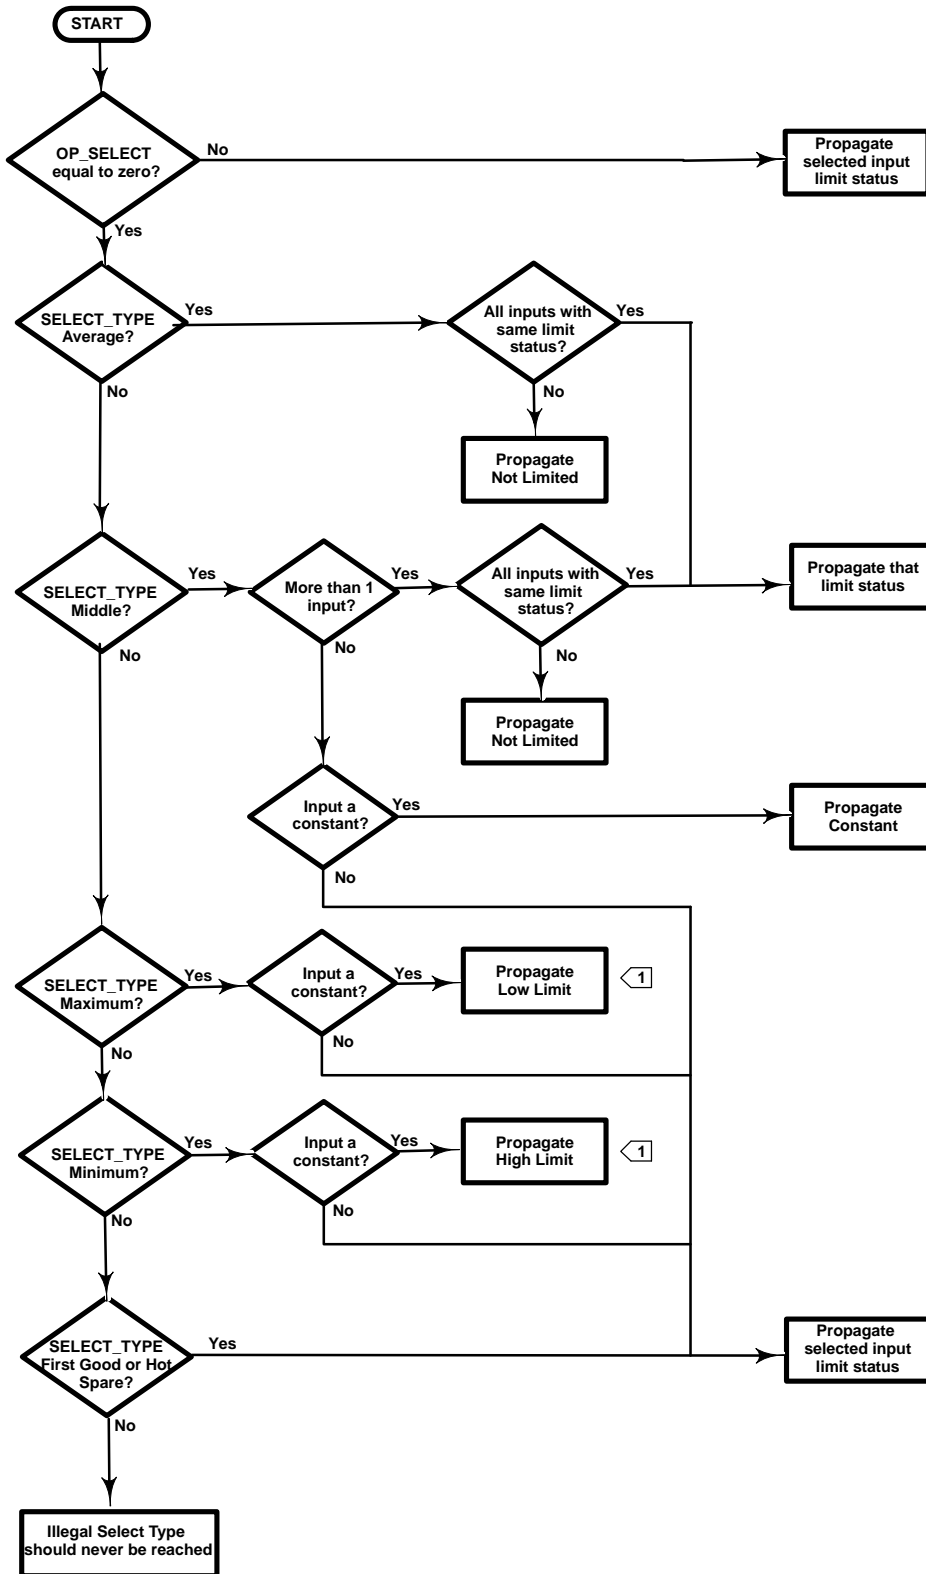 START
OP_SELECT
equal to zero?
No
Propagate
selected input
limit status
Yes
SELECT_TYPE
Average?
Yes
All inputs with
same limit
status?
Yes
No
No
Propagate
Not Limited
SELECT_TYPE
Middle?
Yes
More than 1
input?
Yes
All inputs with
same limit
status?
Yes
Propagate that
limit status
No
No
No
Propagate
Not Limited
Input a
constant?
Yes
Propagate
Constant
No
SELECT_TYPE
Maximum?
Yes
Input a
constant?
Yes
Propagate
Low Limit
1
No
No
SELECT_TYPE
Minimum?
Yes
Input a
constant?
Yes
Propagate
High Limit
1
No
No
SELECT_TYPE
First Good or Hot
Spare?
Yes
Propagate
selected input
limit status
No
Illegal Select Type
should never be reached